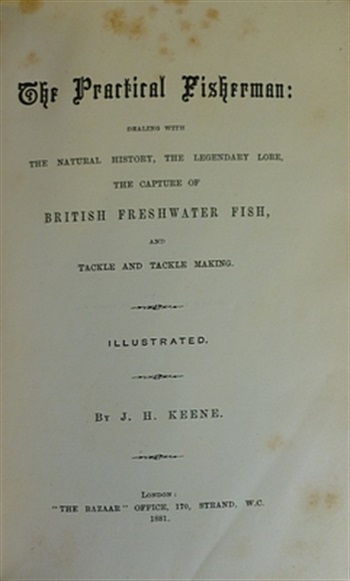 The Practical Fisherman:
DEALING WITH
THE NATURAL HISTORY, THE LEGENDARY LORE,
THE CAPTURE OF
BRITISH FRESHWATER FISH,
AND
TACKLE AND TACKLE MAKING.
ILLUSTRATED.
BY J. H. KEENE.
LONDON:
"THE BAZAAR" OFFICE, 170, STRAND, W.C.
1881.